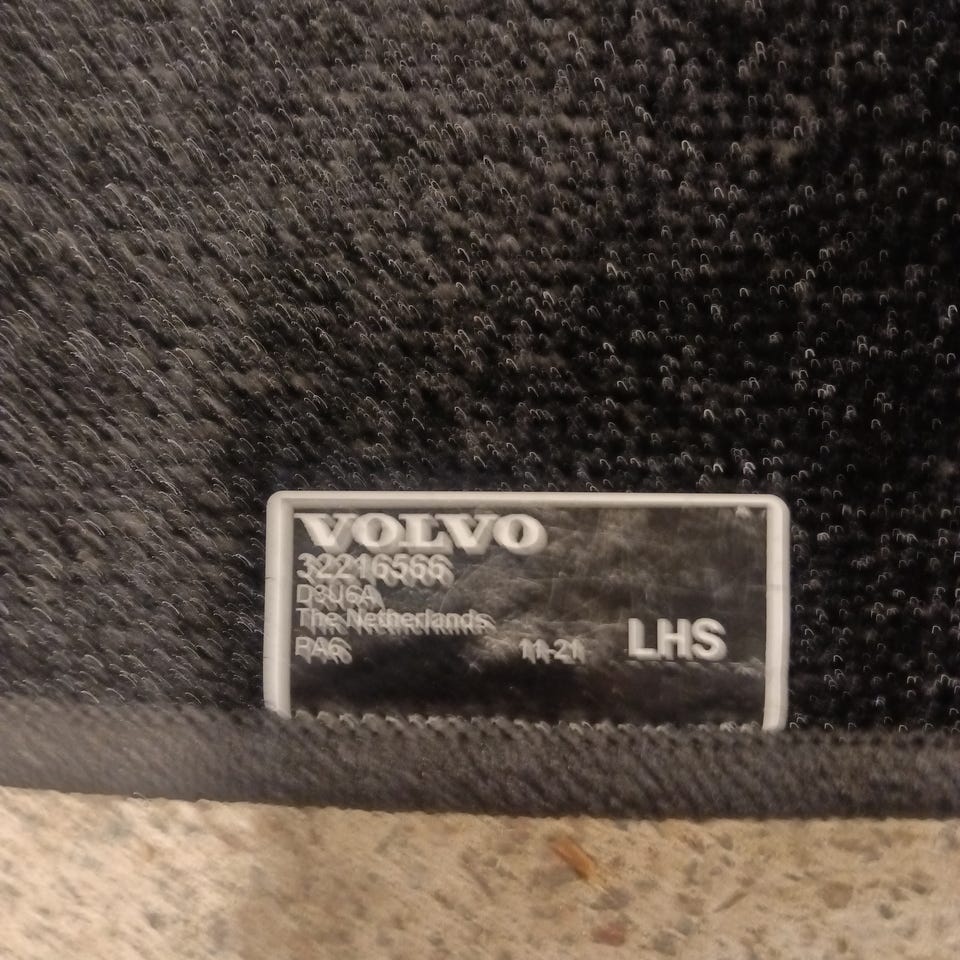 VOLVO
32216566
D3U6A
The Netherlands
PA6 11-21 LHS